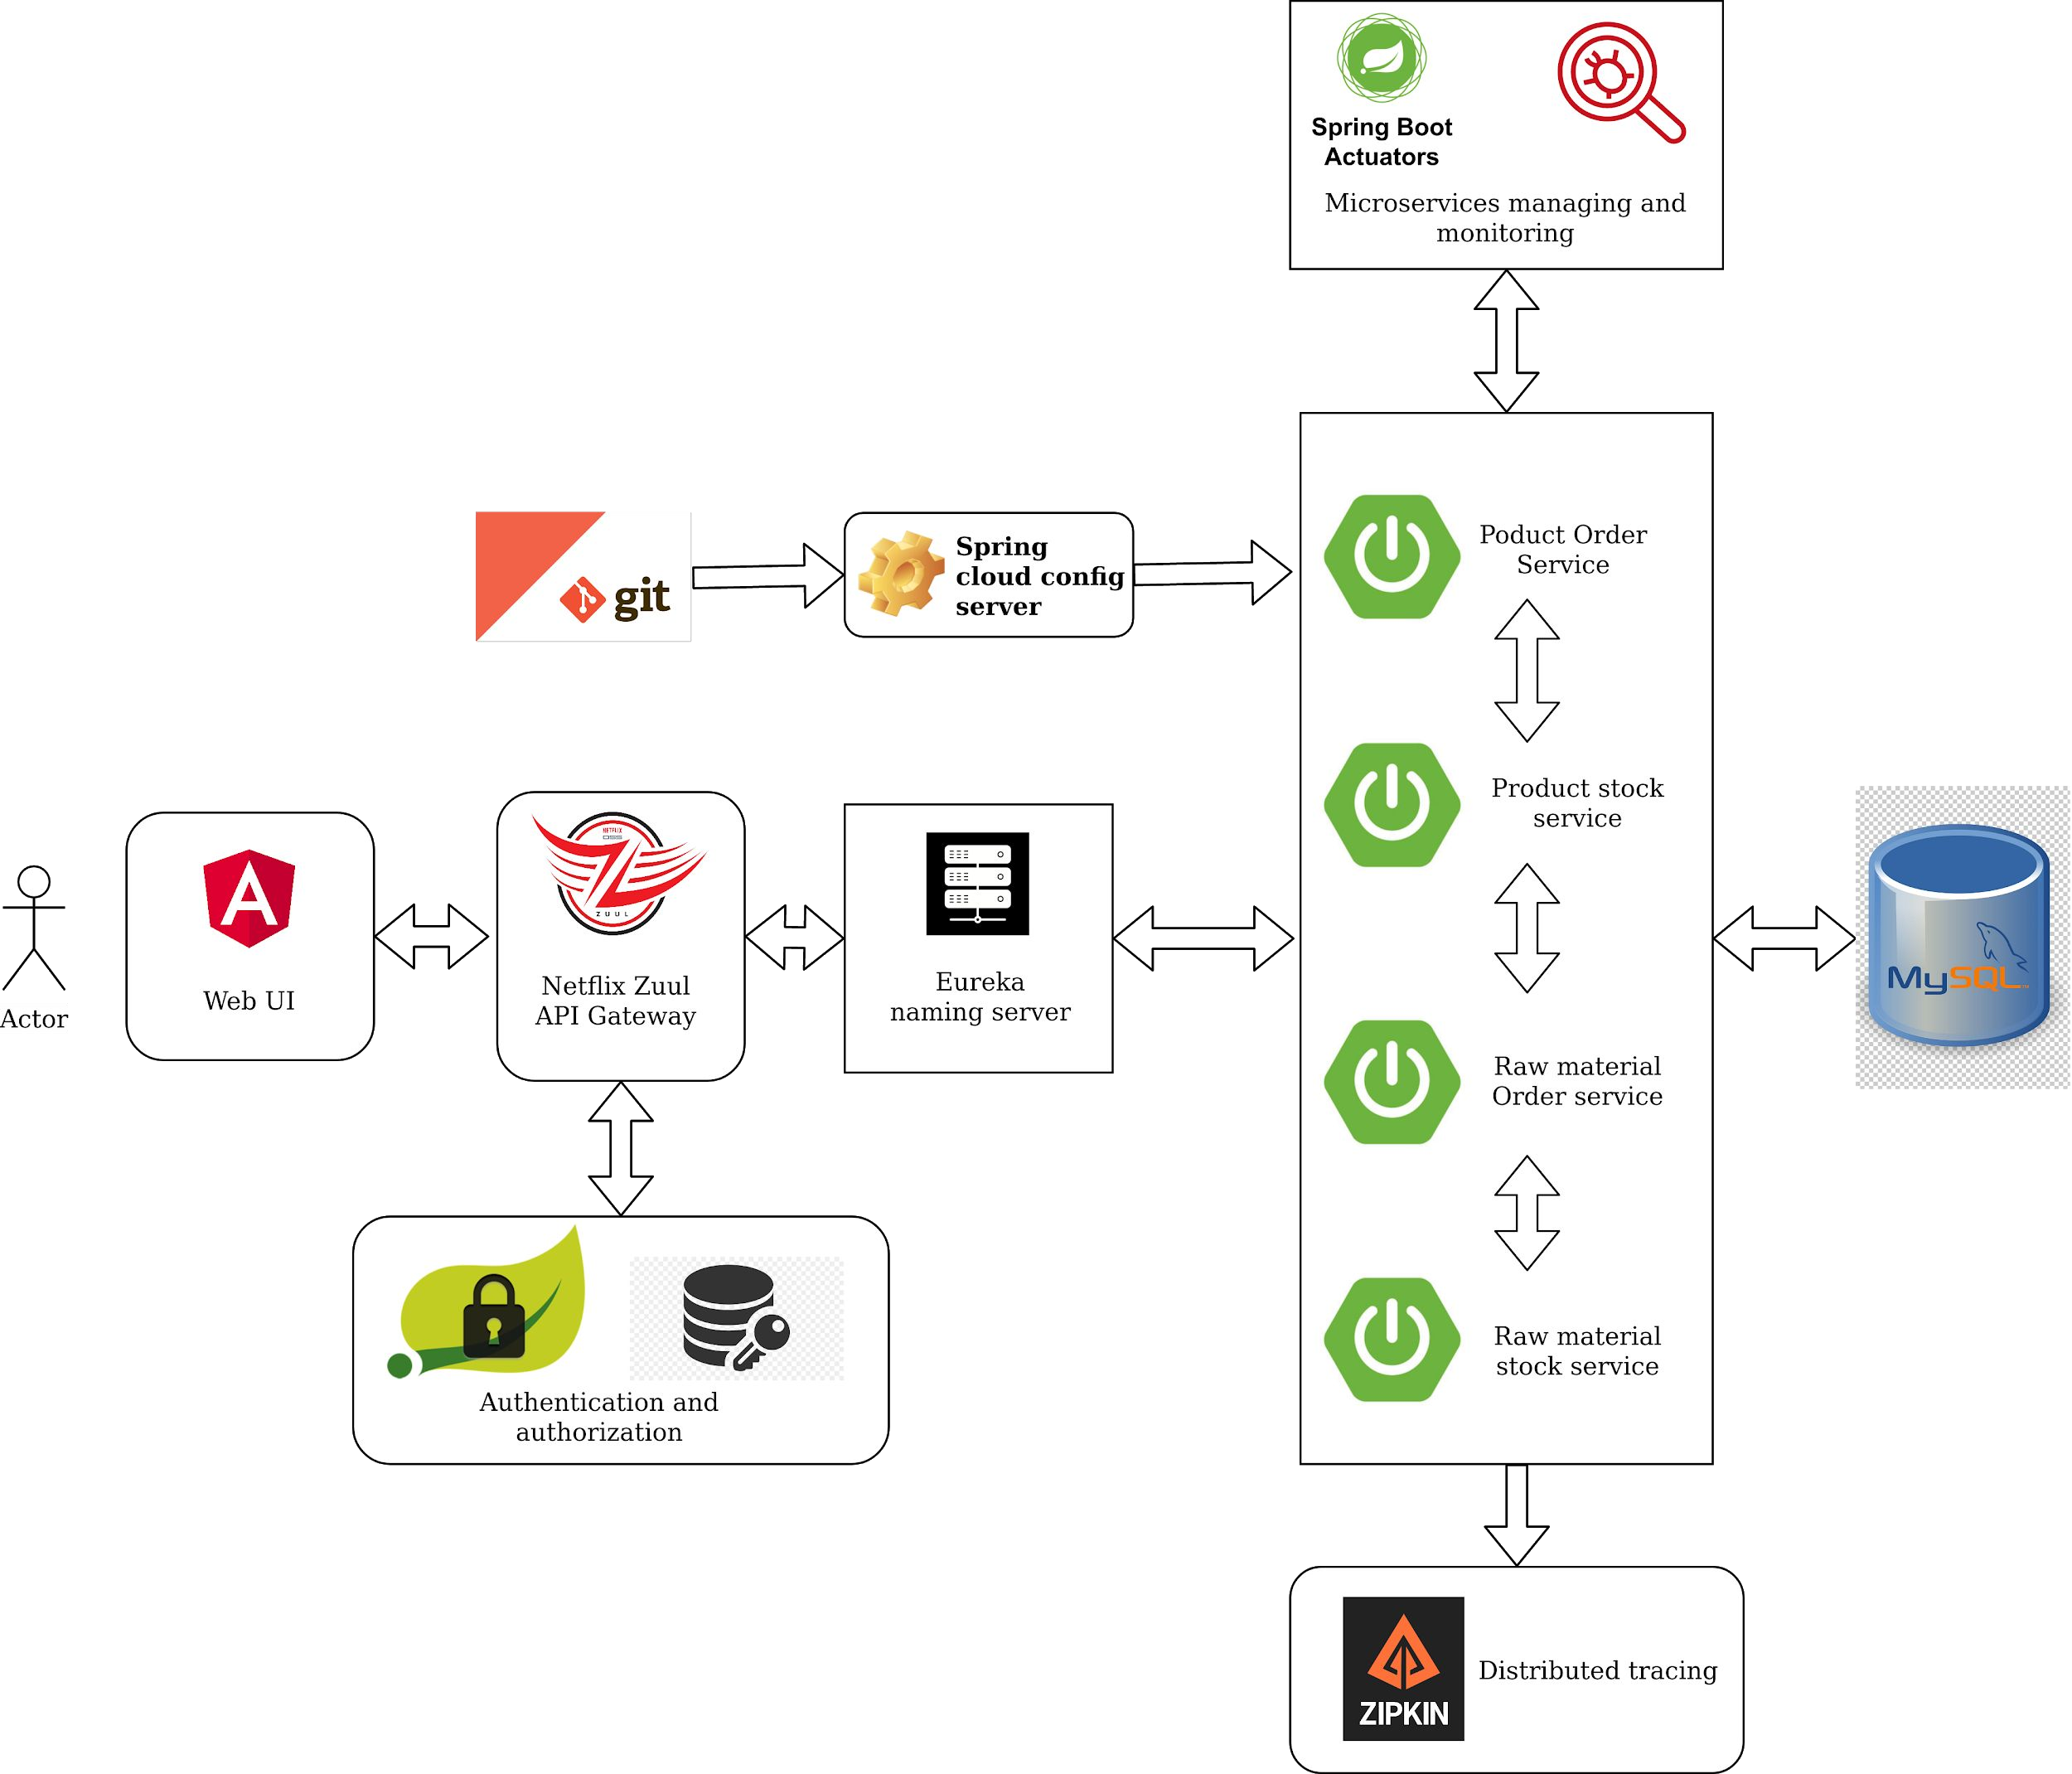 Spring Boot
Actuators
Microservices managing and
monitoring
git
Spring
cloud config
server
Poduct Order
Service
Product stock
service
Raw material
Order service
Raw material
stock service
Actor
Web UI
NETFLIX
ZUUL
Netflix Zuul
API Gateway
Eureka
naming server
MySQL
Authentication and
authorization
ZIPKIN
Distributed tracing